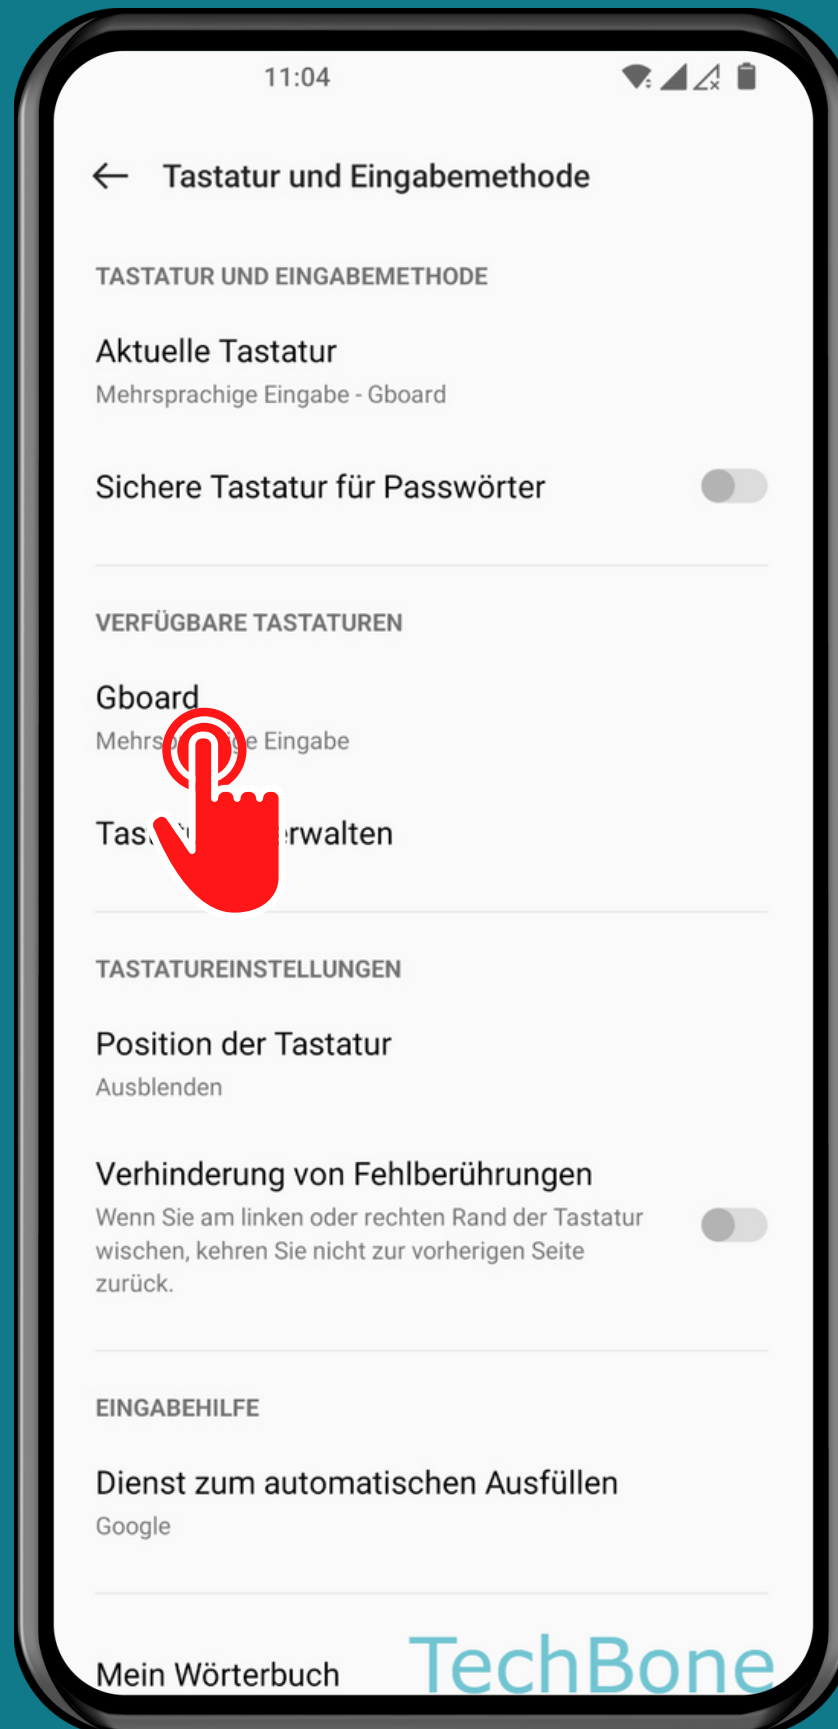 11:04
Tastatur und Eingabemethode
TASTATUR UND EINGABEMETHODE
Aktuelle Tastatur
Mehrsprachige Eingabe - Gboard
Sichere Tastatur für Passwörter
VERFÜGBARE TASTATUREN
Gboard
Eingabe
TASTATUREINSTELLUNGEN
Position der Tastatur
Ausblenden
Verhinderung von Fehlberührungen
Wenn Sie am linken oder rechten Rand der Tastatur
wischen, kehren Sie nicht zur vorherigen Seite
zurück.
EINGABEHILFE
Dienst zum automatischen Ausfüllen
Google
Mein Wörterbuch
TechBone